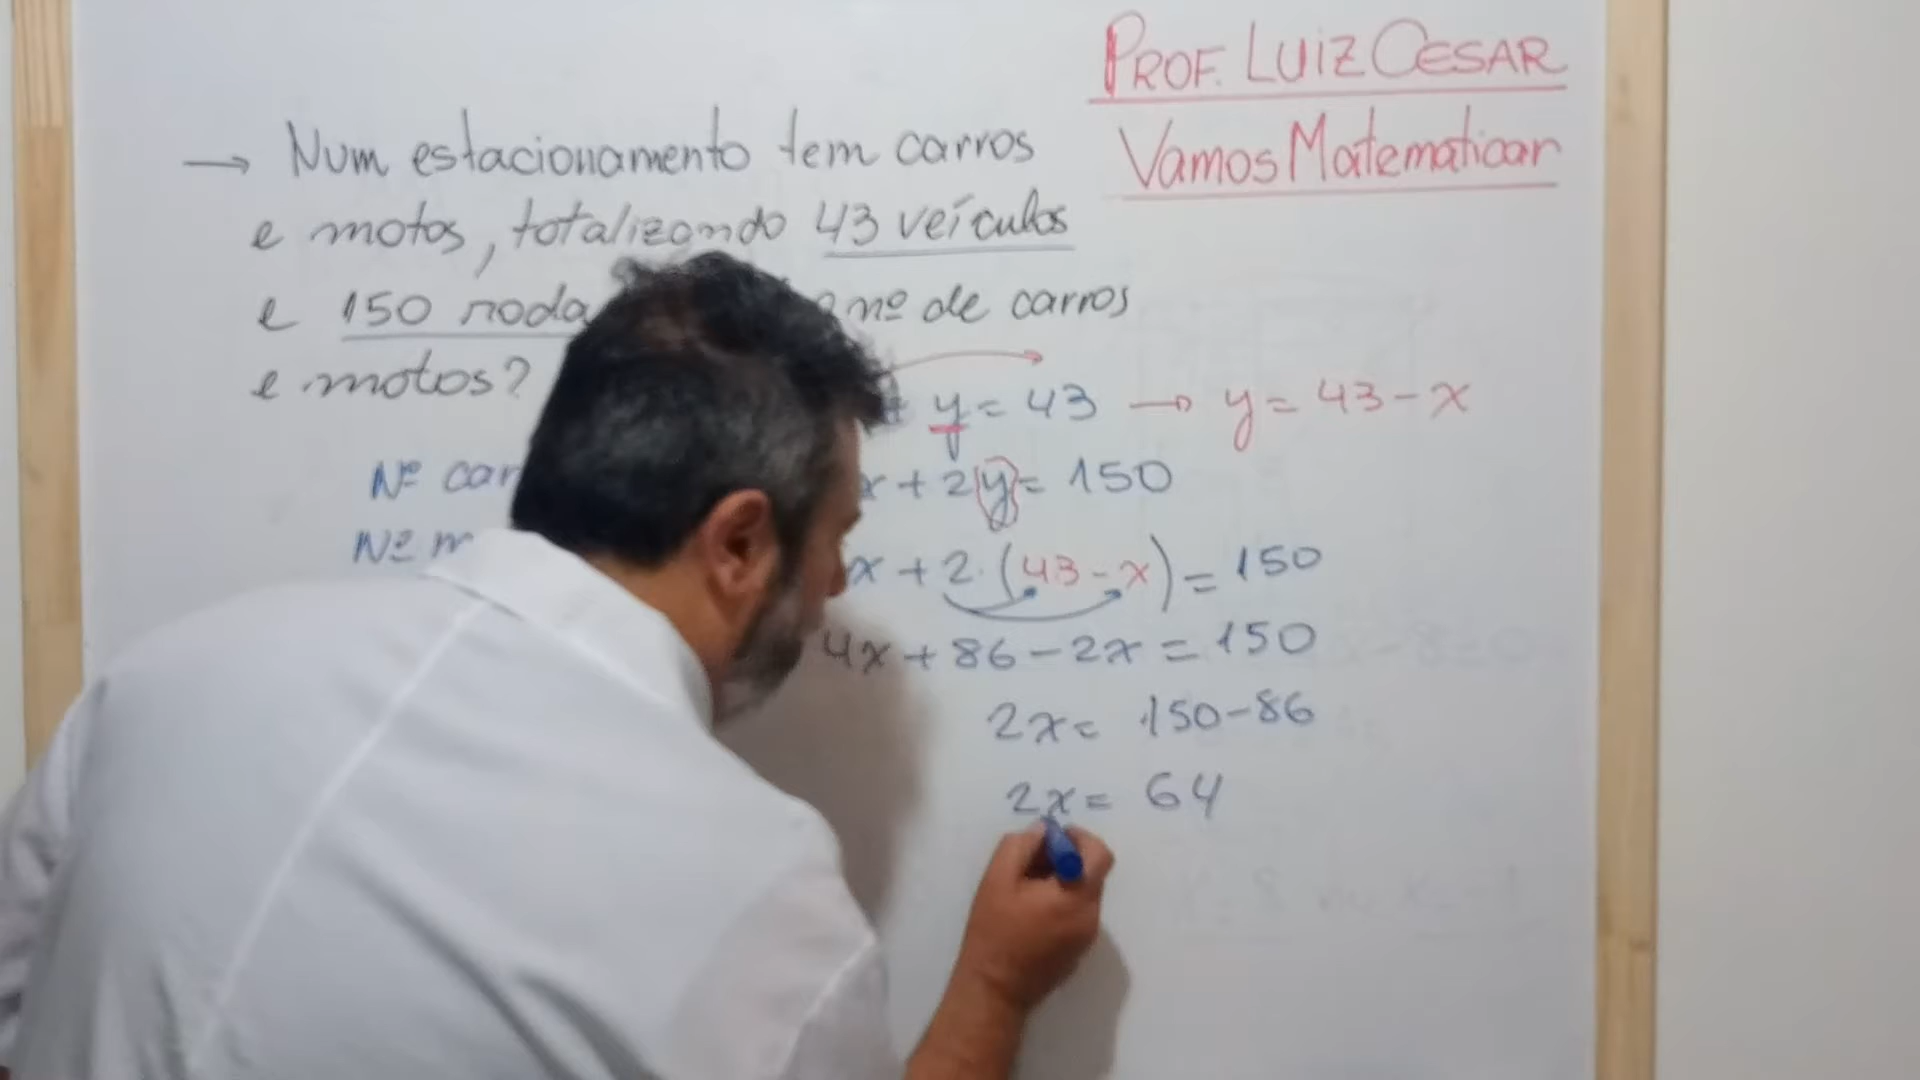 PROF. LUIZ CESAR
Vamos Matematicar
→ Num estacionamento tem carros
e motos, totalizando 43 veículos
e 150 roda nº de carros
e motos?
+ y = 43 → y = 43 - x
Nº car x + 2y = 150
Nº m x + 2·(43 - x) = 150
4x + 86 - 2x = 150
2x = 150 - 86
2x = 64